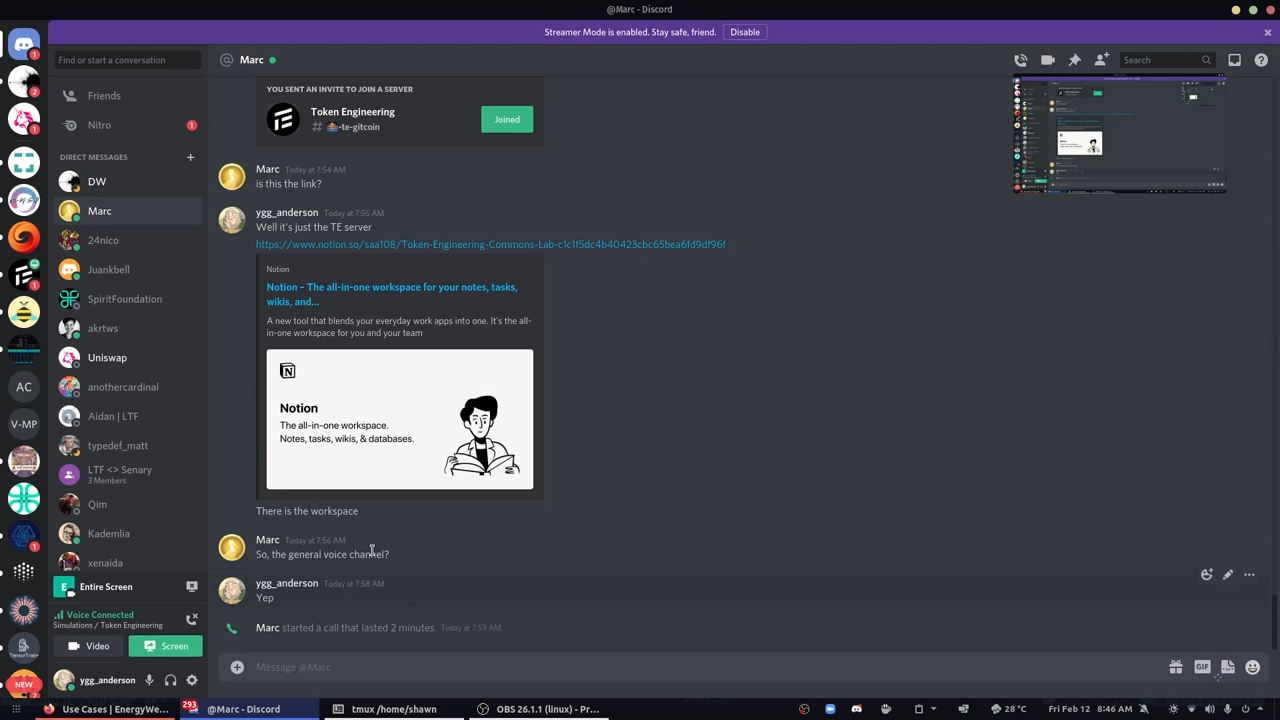 @Marc - Discord
Streamer Mode is enabled. Stay safe, friend.
Disable
Find or start a conversation
Marc
Search
Friends
Nitro
1
DIRECT MESSAGES
DW
Marc
24nico
Juankbell
SpiritFoundation
akrtws
Uniswap
anothercardinal
Aidan | LTF
typedef_matt
LTF <> Senary
3 Members
Qim
Kademlia
xenaida
1
2
1
1
AC
V-MP
1
NEW
Entire Screen
Voice Connected
Simulations / Token Engineering
Video
Screen
ygg_anderson
YOU SENT AN INVITE TO JOIN A SERVER
Token Engineering
-te-gitcoin
Joined
Marc Today at 7:54 AM
is this the link?
ygg_anderson Today at 7:55 AM
Well it's just the TE server
https://www.notion.so/saa108/Token-Engineering-Commons-Lab-c1c1f5dc4b40423cbc65bea6fd9df96f
Notion
Notion – The all-in-one workspace for your notes, tasks,
wikis, and...
A new tool that blends your everyday work apps into one. It's the all-
in-one workspace for you and your team
Notion
The all-in-one workspace.
Notes, tasks, wikis, & databases.
There is the workspace
Marc Today at 7:56 AM
So, the general voice channel?
ygg_anderson Today at 7:58 AM
Yep
Marc started a call that lasted 2 minutes. Today at 7:59 AM
Message @Marc
GIF
Use Cases | EnergyWe...
293
@Marc - Discord
tmux /home/shawn
OBS 26.1.1 (linux) - Pr...
28 °C
Fri Feb 12
8:46 AM